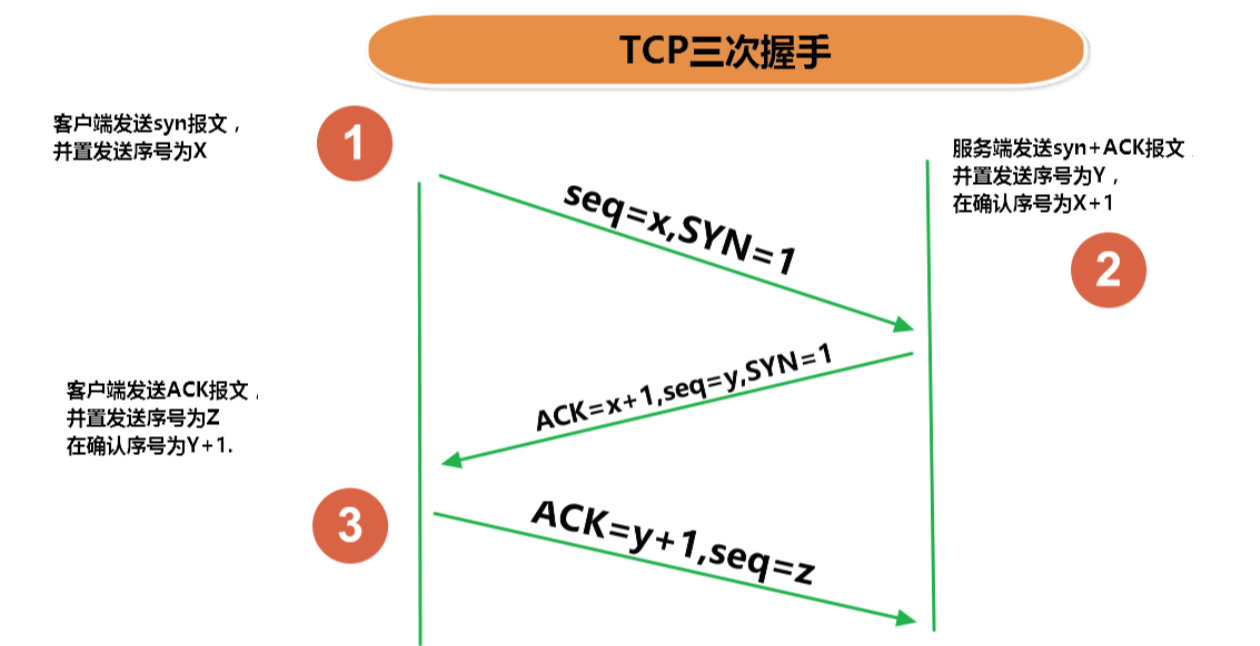 TCP三次握手
客户端发送syn报文，
并置发送序号为X
1
seq=x,SYN=1
服务端发送syn+ACK报文
并置发送序号为Y，
在确认序号为X+1
2
ACK=x+1,seq=y,SYN=1
客户端发送ACK报文，
并置发送序号为Z
在确认序号为Y+1.
3
ACK=y+1,seq=z